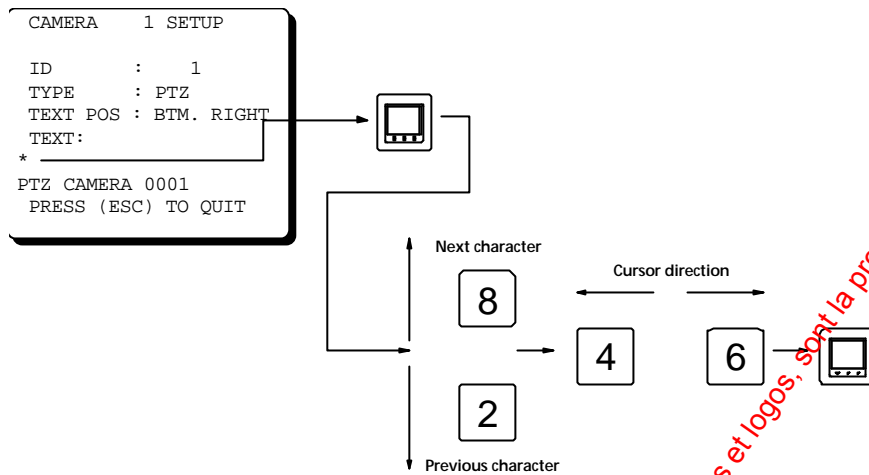 CAMERA 1 SETUP
ID : 1
TYPE : PTZ
TEXT POS : BTM. RIGHT
TEXT:
*
PTZ CAMERA 0001
PRESS (ESC) TO QUIT
Next character
8
Cursor direction
4
6
2
Previous character
s et logos, sont la